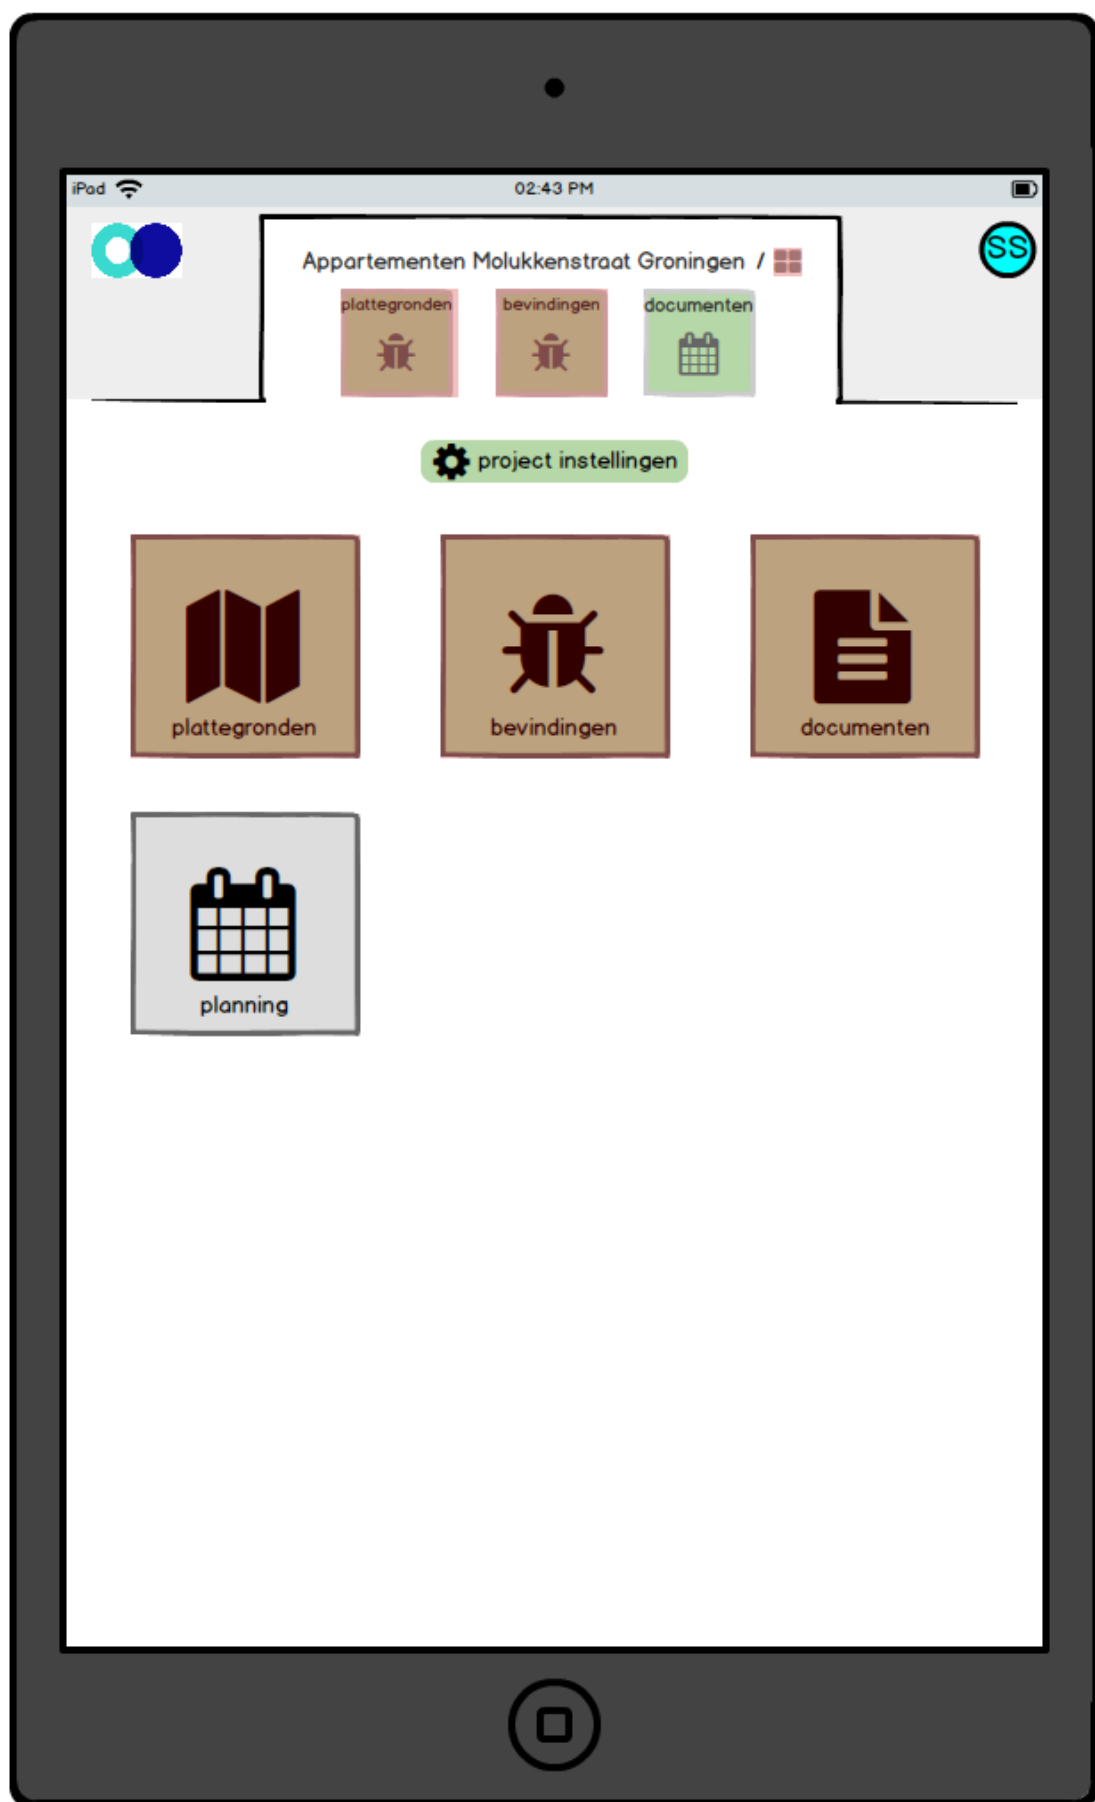 iPad 02:43 PM
SS
Appartementen Molukkenstraat Groningen /
plattegronden bevindingen documenten
project instellingen
plattegronden bevindingen documenten
planning